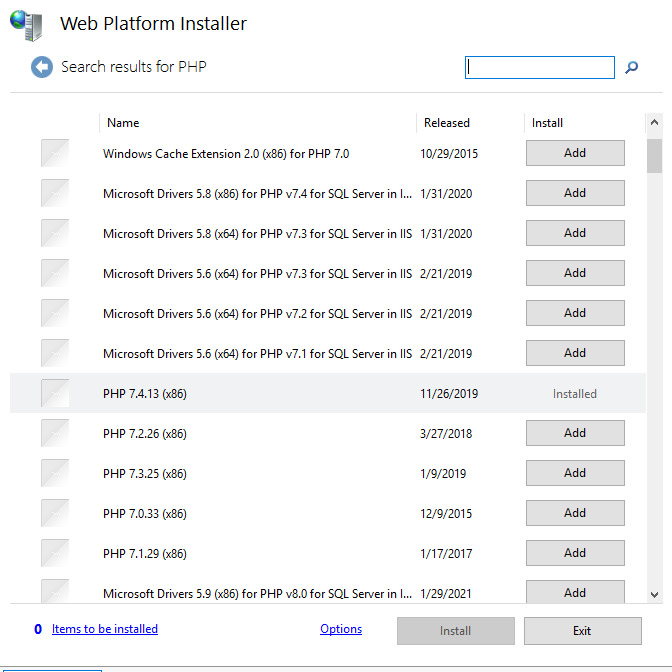 Web Platform Installer
Search results for PHP
Name Released Install
Windows Cache Extension 2.0 (x86) for PHP 7.0 10/29/2015 Add
Microsoft Drivers 5.8 (x86) for PHP v7.4 for SQL Server in I... 1/31/2020 Add
Microsoft Drivers 5.8 (x64) for PHP v7.3 for SQL Server in IIS 1/31/2020 Add
Microsoft Drivers 5.6 (x64) for PHP v7.3 for SQL Server in IIS 2/21/2019 Add
Microsoft Drivers 5.6 (x64) for PHP v7.2 for SQL Server in IIS 2/21/2019 Add
Microsoft Drivers 5.6 (x64) for PHP v7.1 for SQL Server in IIS 2/21/2019 Add
PHP 7.4.13 (x86) 11/26/2019 Installed
PHP 7.2.26 (x86) 3/27/2018 Add
PHP 7.3.25 (x86) 1/9/2019 Add
PHP 7.0.33 (x86) 12/9/2015 Add
PHP 7.1.29 (x86) 1/17/2017 Add
Microsoft Drivers 5.9 (x86) for PHP v8.0 for SQL Server in I... 1/29/2021 Add
0 Items to be installed Options Install Exit